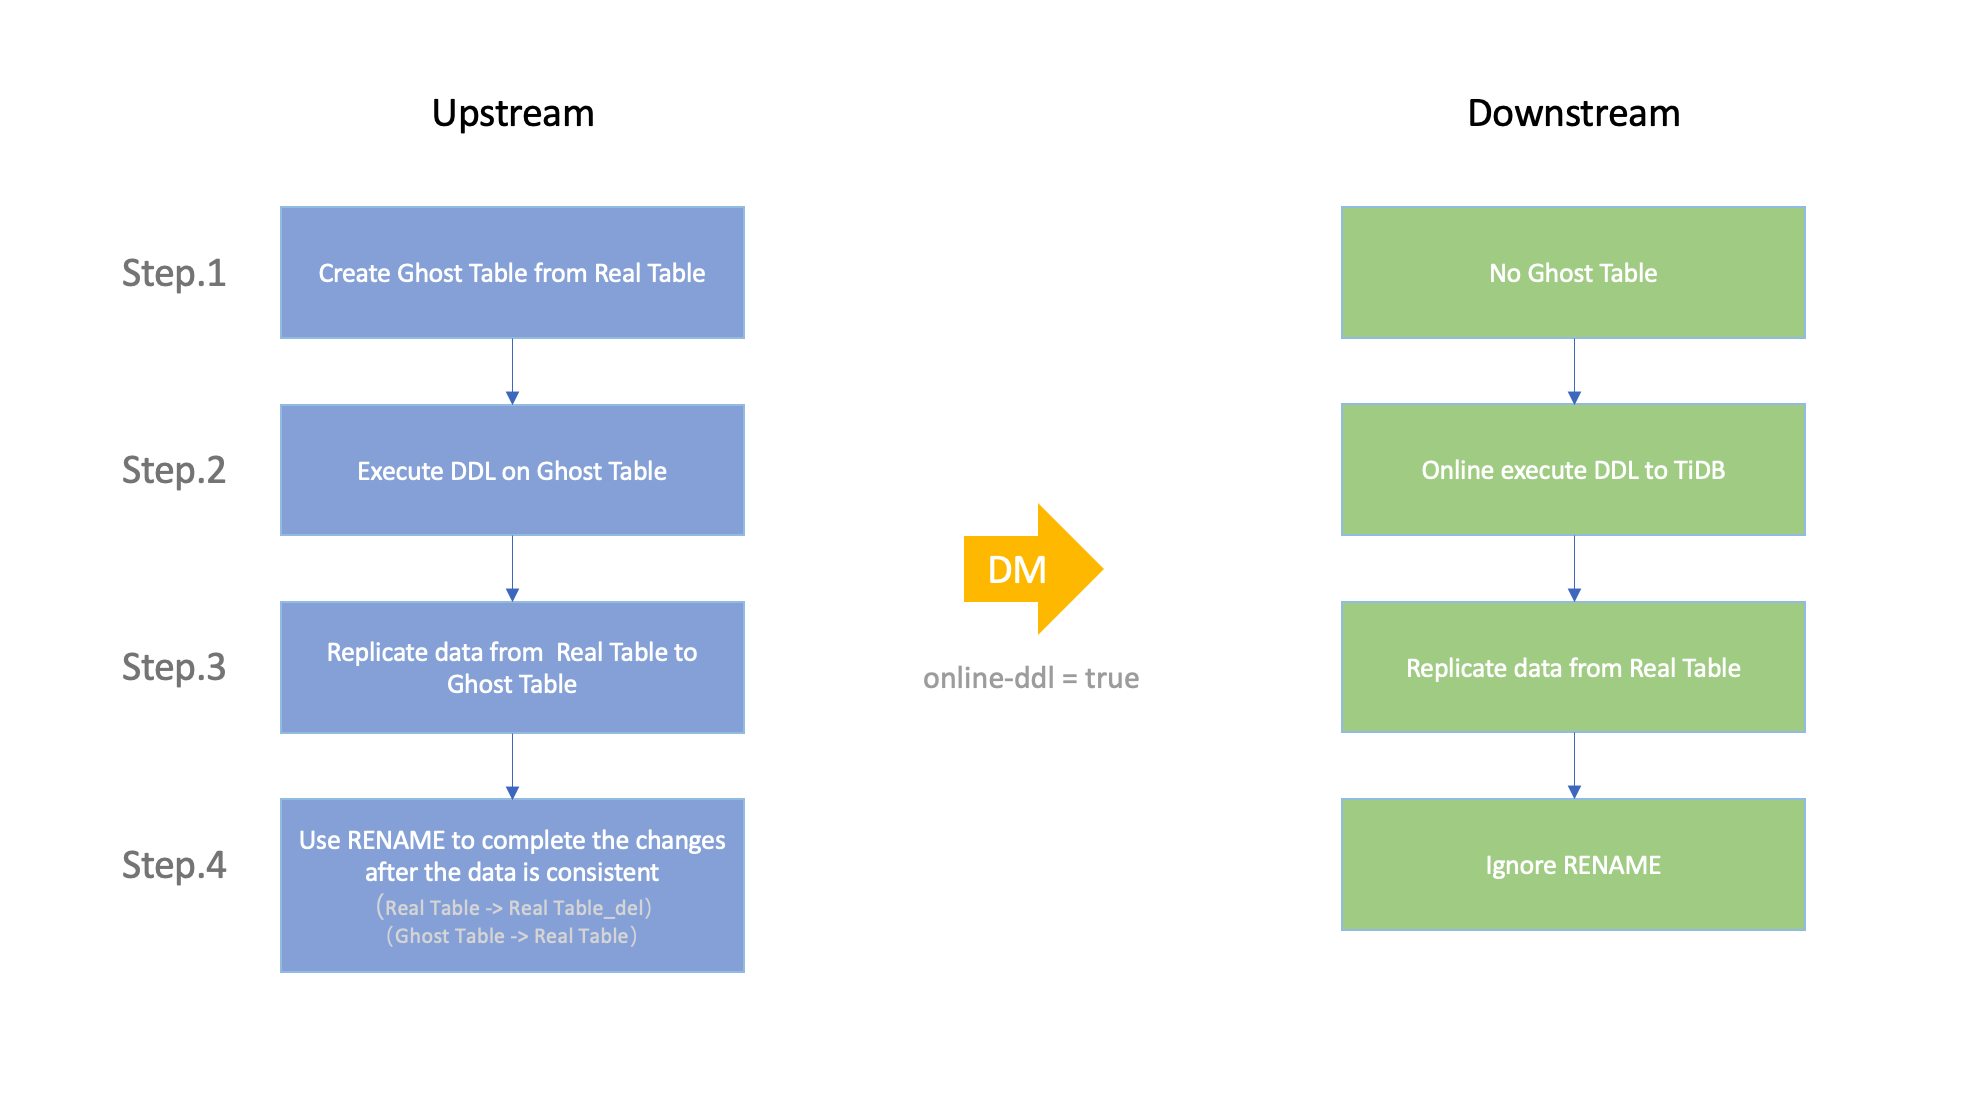 Upstream
Downstream
Step.1
Create Ghost Table from Real Table
No Ghost Table
Step.2
Execute DDL on Ghost Table
Online execute DDL to TiDB
DM
online-ddl = true
Step.3
Replicate data from  Real Table to
Ghost Table
Replicate data from Real Table
Step.4
Use RENAME to complete the changes
after the data is consistent
（Real Table -> Real Table_del）
（Ghost Table -> Real Table）
Ignore RENAME